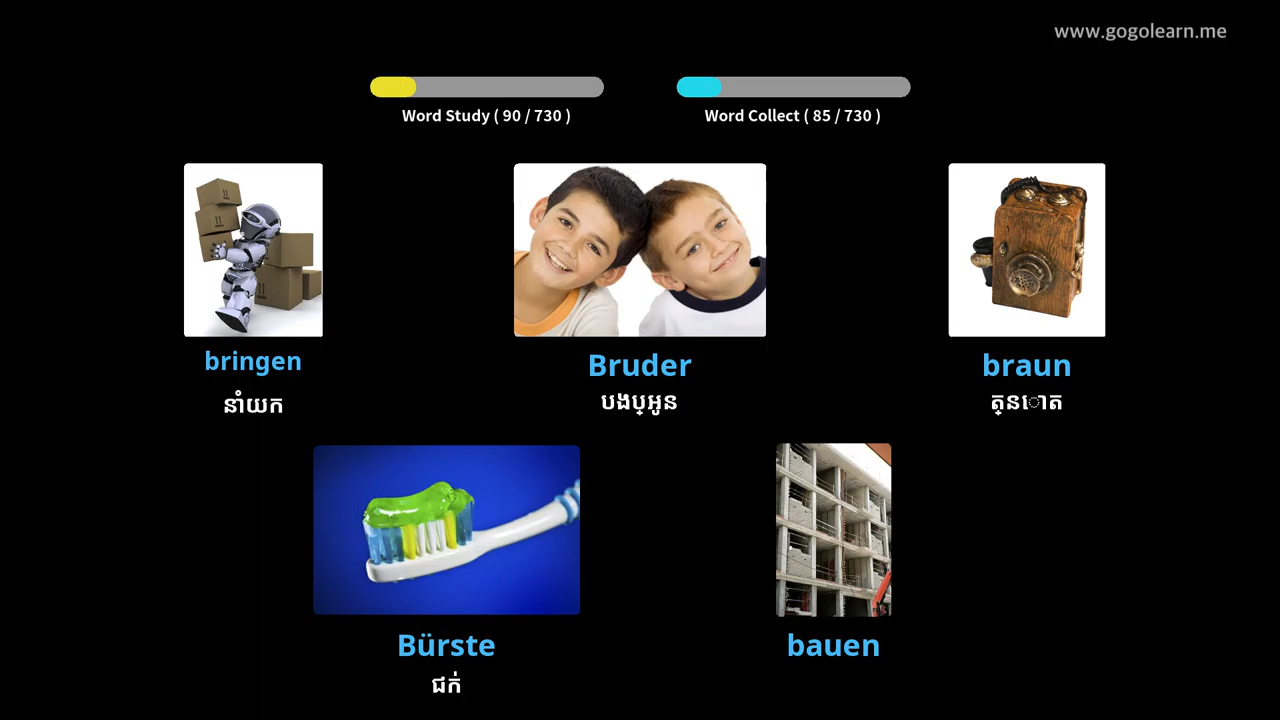 www.gogolearn.me
Word Study ( 90 / 730 )
Word Collect ( 85 / 730 )
bringen
នាំយក
Bruder
បងប្អូន
braun
ត្នោត
Bürste
ជក់
bauen